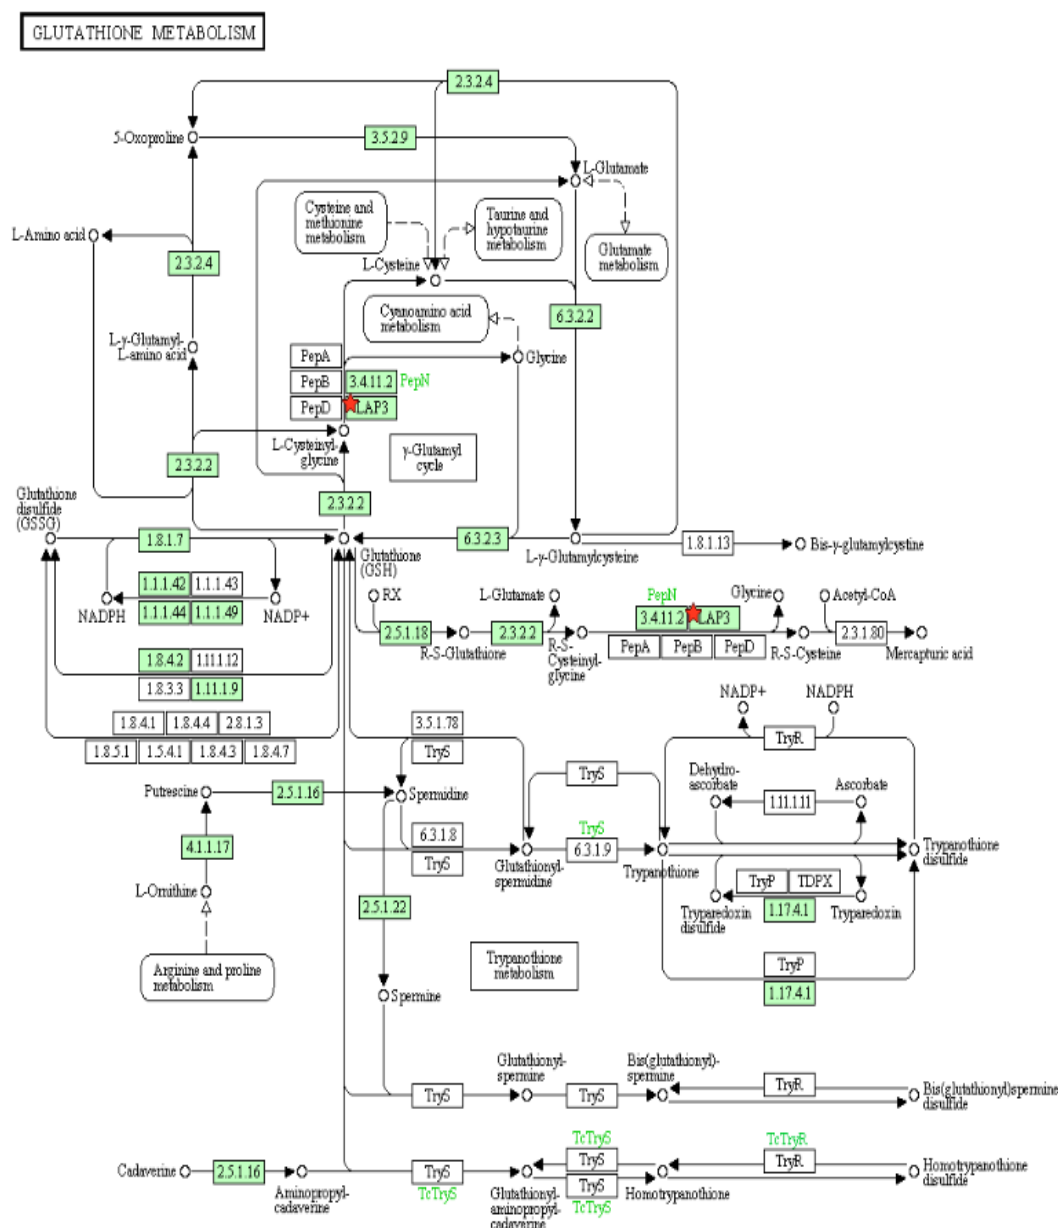 GLUTATHIONE METABOLISM
2.3.2.4
5-Oxoproline
3.5.2.9
L-Glutamate
Cysteine and
methionine
metabolism
Taurine and
hypotaurine
metabolism
L-Amino acid
Glutamate
metabolism
2.3.2.4
L-Cysteine
Cyanoamino acid
metabolism
6.3.2.2
L-γ-Glutamyl-
L-amino acid
PepA
Glycine
PepB
3.4.11.2
PepN
PepD
LAP3
L-Cysteinyl-
glycine
γ-Glutamyl
cycle
2.3.2.2
2.3.2.2
Glutathione
disulfide
(GSSG)
1.8.1.7
Glutathione
(GSH)
6.3.2.3
L-γ-Glutamylcysteine
1.8.1.13
Bis-γ-glutamylcystine
1.1.1.42
1.1.1.43
1.1.1.44
1.1.1.49
NADPH
NADP+
RX
L-Glutamate
PepN
Glycine
Acetyl-CoA
3.4.11.2
LAP3
2.5.1.18
R-S-Glutathione
2.3.2.2
R-S-
Cysteinyl-
glycine
PepA
PepB
PepD
R-S-Cysteine
2.3.1.80
Mercapturic acid
1.8.4.2
1.11.1.12
1.8.3.3
1.11.1.9
1.8.4.1
1.8.4.4
2.8.1.3
1.8.5.1
1.5.4.1
1.8.4.3
1.8.4.7
3.5.1.78
TryS
NADP+
NADPH
TryR
Putrescine
2.5.1.16
Spermidine
TryS
Dehydro-
ascorbate
1.11.1.11
Ascorbate
4.1.1.17
6.3.1.8
TryS
Glutathionyl-
spermidine
TryS
6.3.1.9
Trypanothione
Trypanothione
disulfide
L-Ornithine
2.5.1.22
TryP
TDPX
1.17.4.1
Tryparedoxin
disulfide
Tryparedoxin
Arginine and proline
metabolism
Trypanothione
metabolism
TryP
1.17.4.1
Spermine
Glutathionyl-
spermine
Bis(glutathionyl)-
spermine
TryS
TryS
TryR
Bis(glutathionyl)spermine
disulfide
Cadaverine
2.5.1.16
Aminopropyl-
cadaverine
TryS
TcTryS
Glutathionyl-
aminopropyl-
cadaverine
TcTryS
TryS
TryS
TcTryS
Homotrypanothione
TcTryR
TryR
Homotrypanothione
disulfide